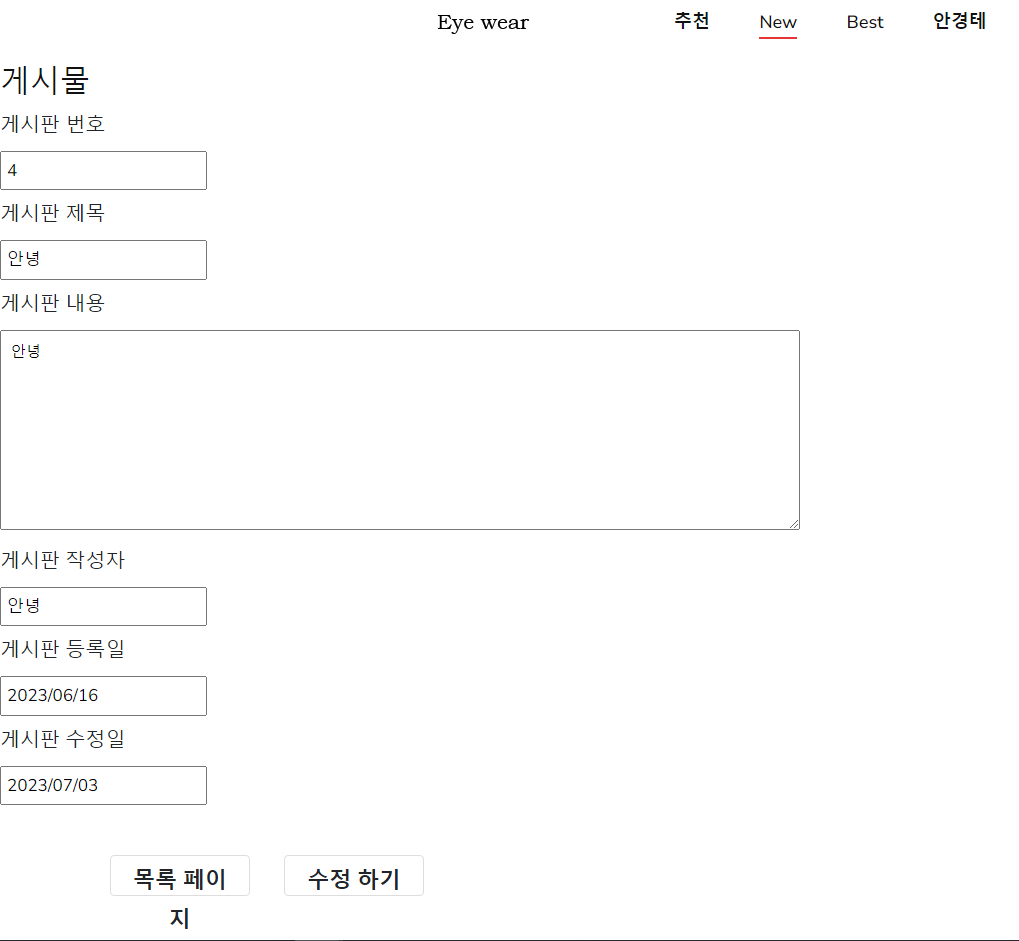 Eye wear 추천 New Best 안경테
게시물
게시판 번호
4
게시판 제목
안녕
게시판 내용
안녕
게시판 작성자
안녕
게시판 등록일
2023/06/16
게시판 수정일
2023/07/03
목록 페이 수정 하기
지